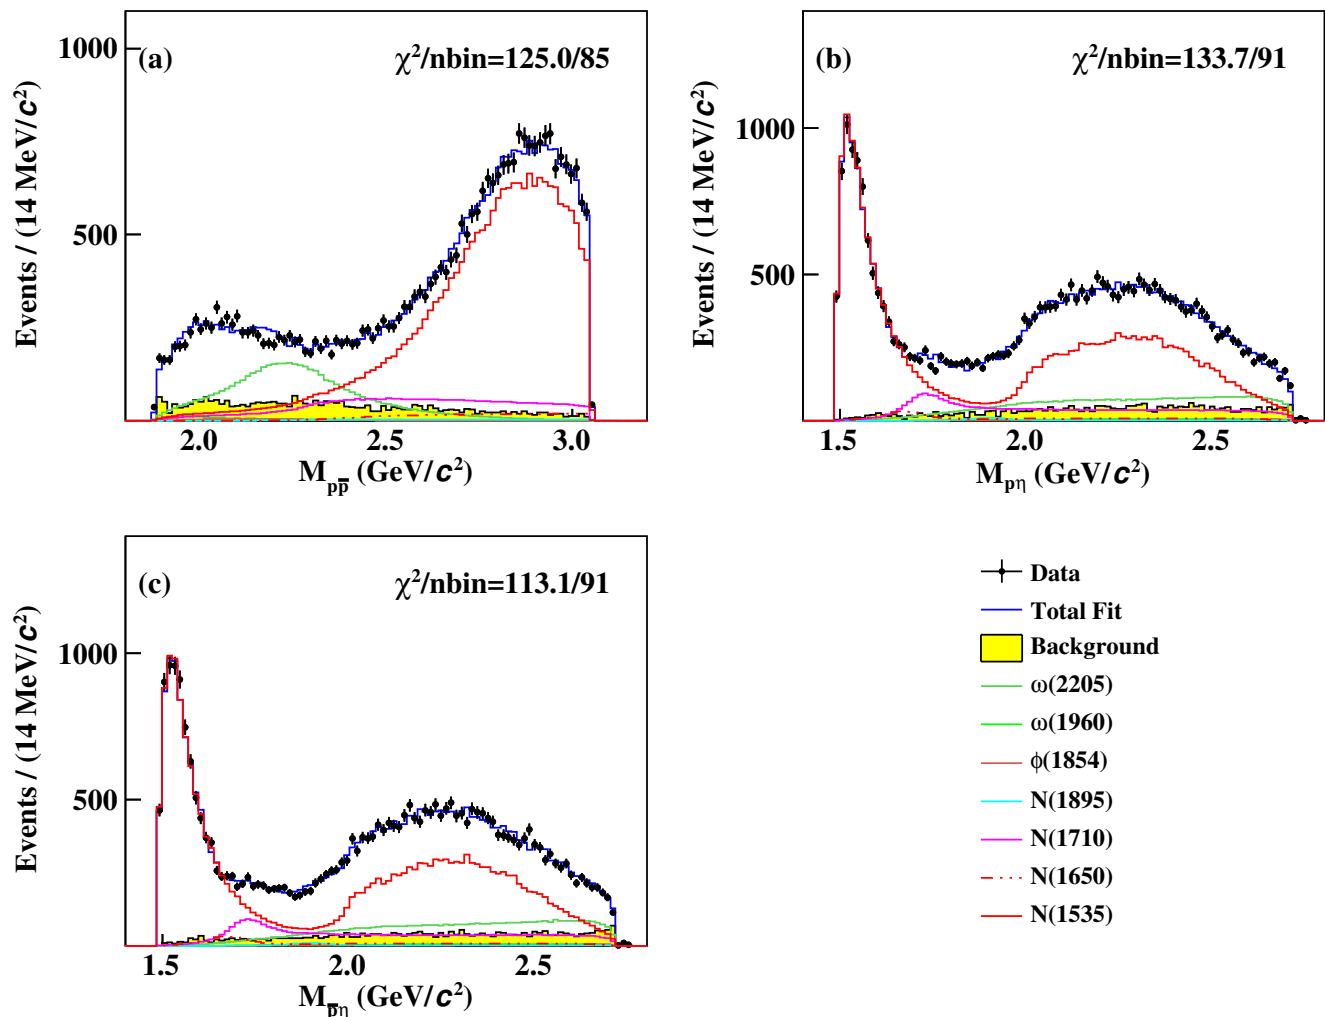 (a)
χ²/nbin=125.0/85
Events / (14 MeV/c²)
1000
500
2.0 2.5 3.0
M_pp̅ (GeV/c²)
(b)
χ²/nbin=133.7/91
Events / (14 MeV/c²)
1000
500
1.5 2.0 2.5
M_pη (GeV/c²)
(c)
χ²/nbin=113.1/91
Events / (14 MeV/c²)
1000
500
1.5 2.0 2.5
M_p̅η (GeV/c²)
Data
Total Fit
Background
ω(2205)
ω(1960)
ϕ(1854)
N(1895)
N(1710)
N(1650)
N(1535)